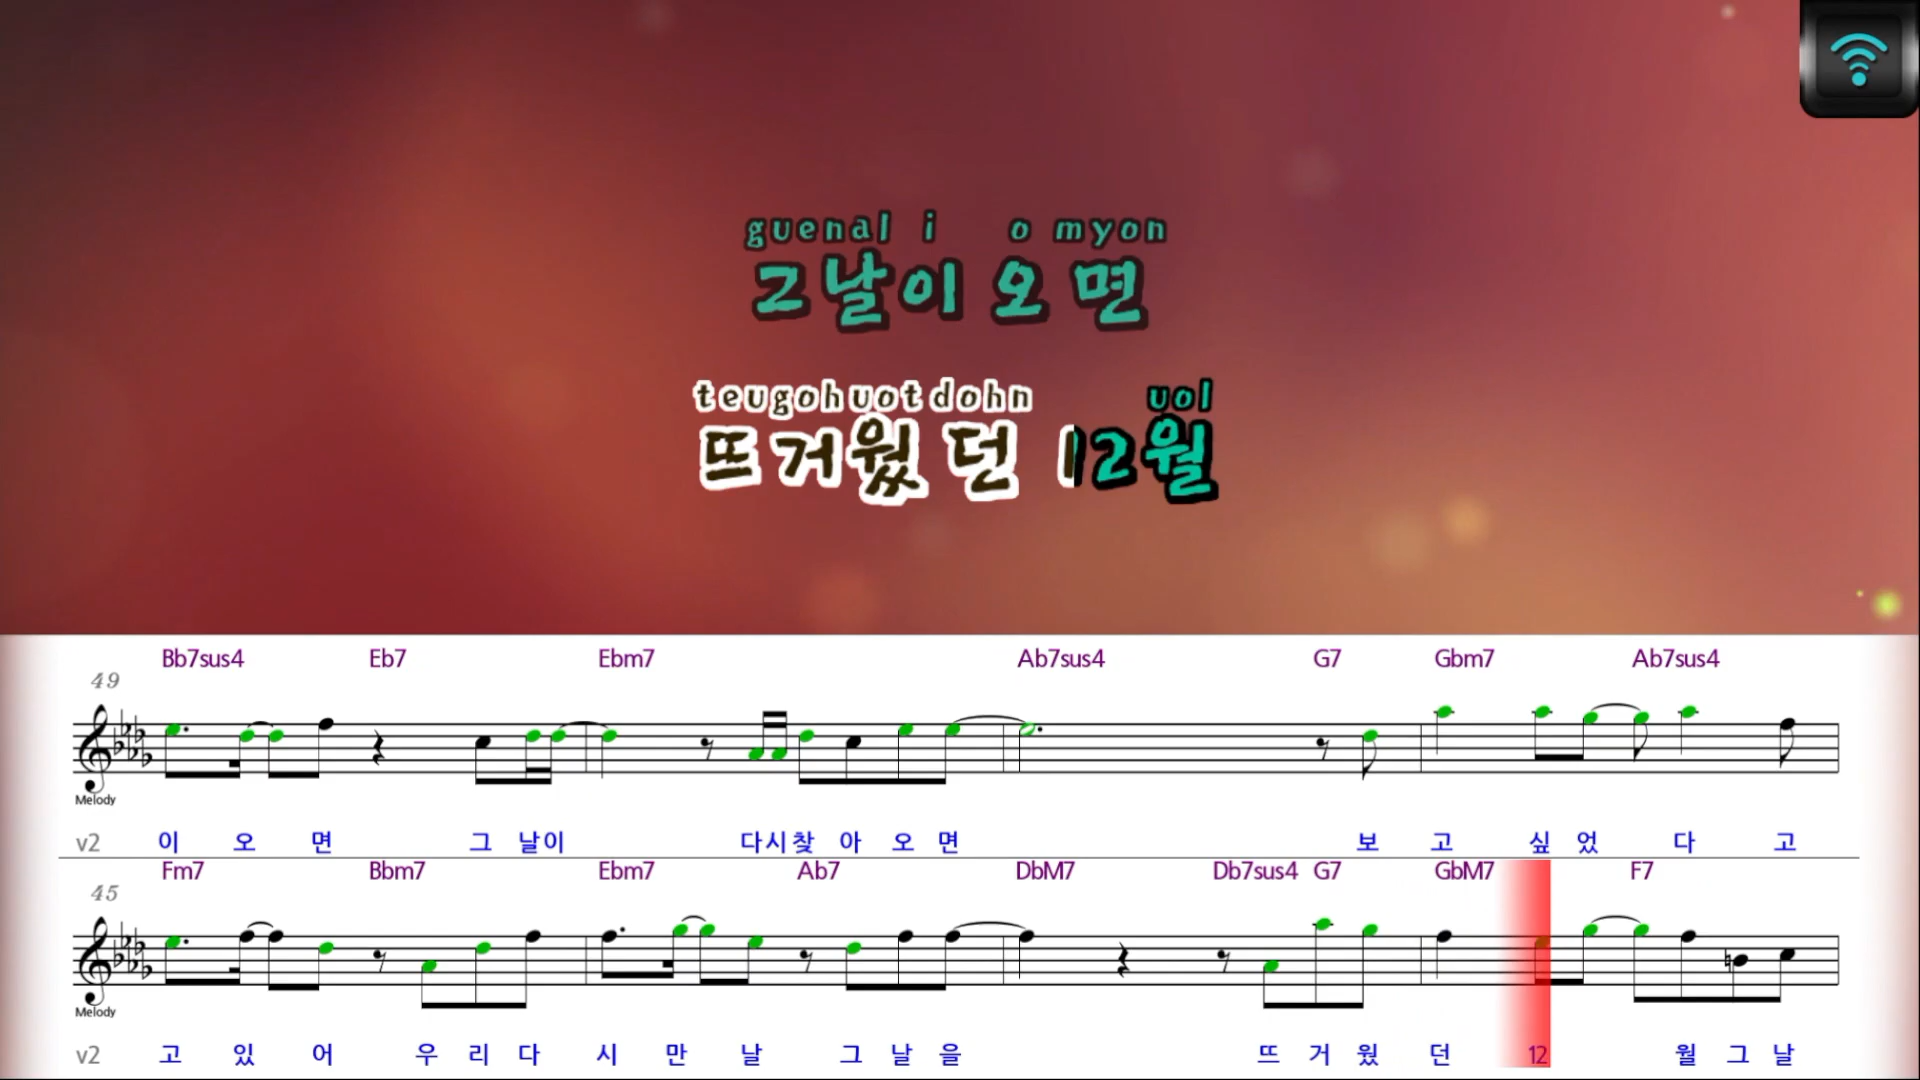 guenal i o myon
그날이 오 면
teugohuotdohn uol
뜨거웠 던 12월
Bb7sus4 Eb7 Ebm7 Ab7sus4 G7 Gbm7 Ab7sus4
49
Melody
v2 이 오 면 그 날이 다시찾 아 오 면 보 고 싶 었 다 고
Fm7 Bbm7 Ebm7 Ab7 DbM7 Db7sus4 G7 GbM7 F7
45
Melody
v2 고 있 어 우 리 다 시 만 날 그 날 을 뜨 거 웠 던 12 월 그 날